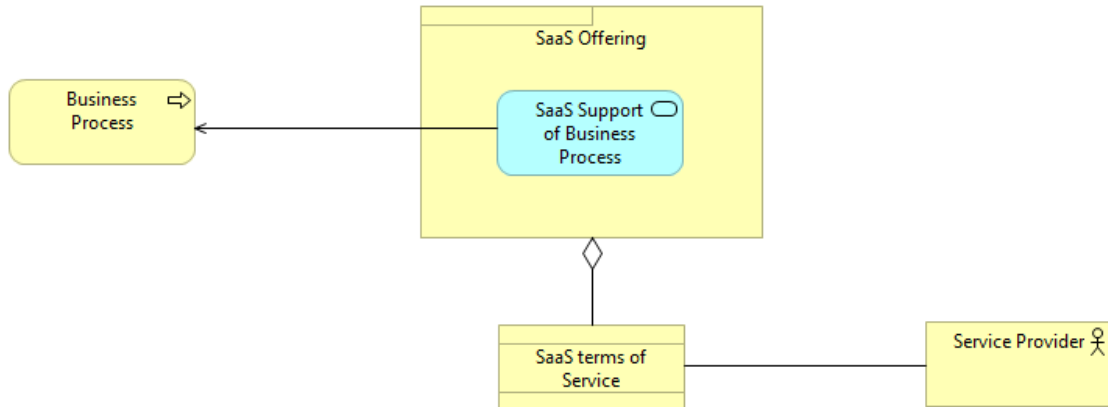 SaaS Offering
Business
Process
SaaS Support
of Business
Process
SaaS terms of
Service
Service Provider